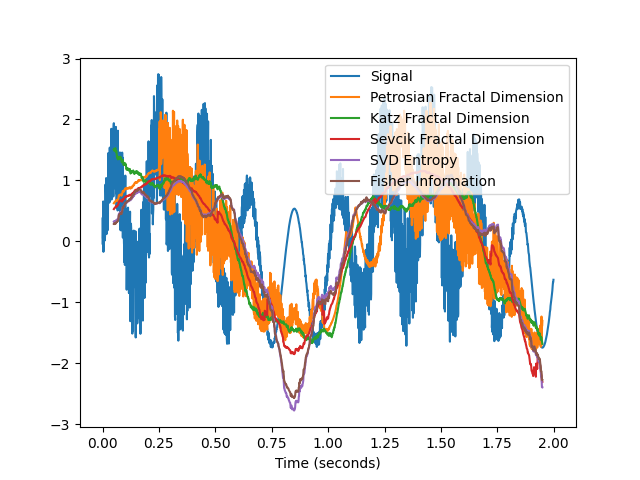 3
2
1
0
−1
−2
−3
Signal
Petrosian Fractal Dimension
Katz Fractal Dimension
Sevcik Fractal Dimension
SVD Entropy
Fisher Information
0.00 0.25 0.50 0.75 1.00 1.25 1.50 1.75 2.00
Time (seconds)